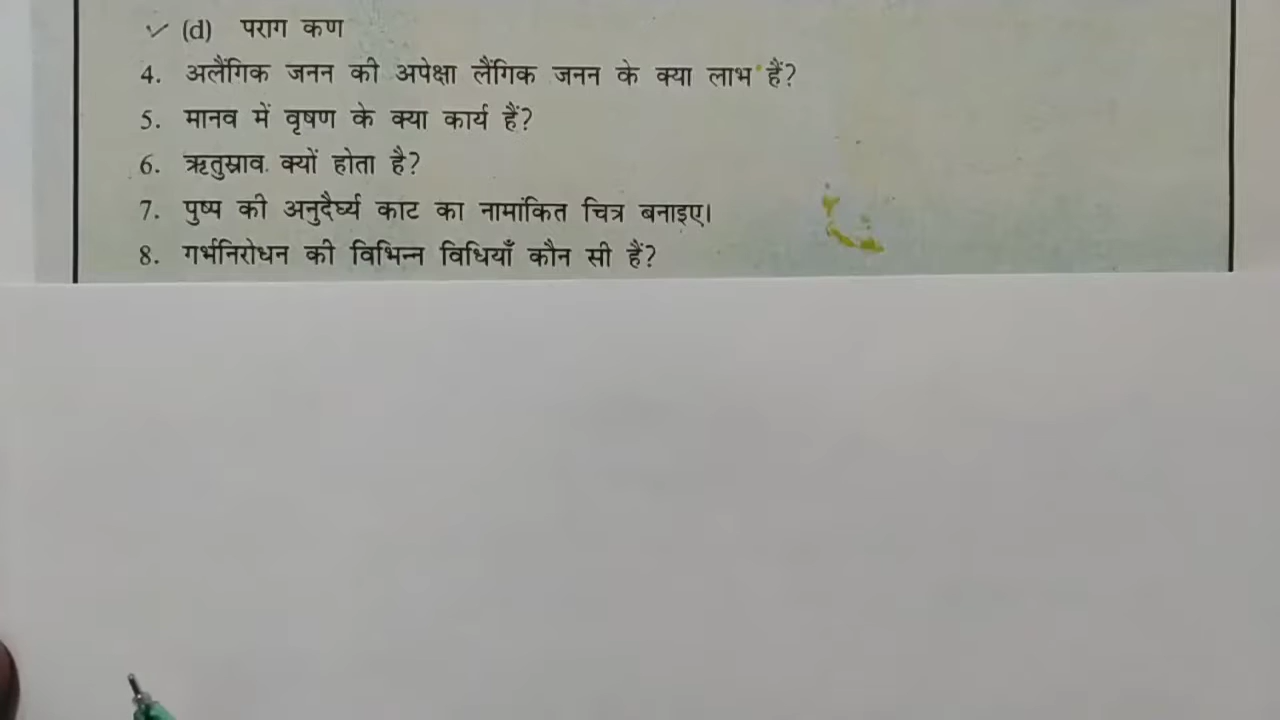 (d) पराग कण
4. अलैंगिक जनन की अपेक्षा लैंगिक जनन के क्या लाभ हैं?
5. मानव में वृषण के क्या कार्य हैं?
6. ऋतुस्राव क्यों होता है?
7. पुष्प की अनुदैर्घ्य काट का नामांकित चित्र बनाइए।
8. गर्भनिरोधन की विभिन्न विधियाँ कौन सी हैं?